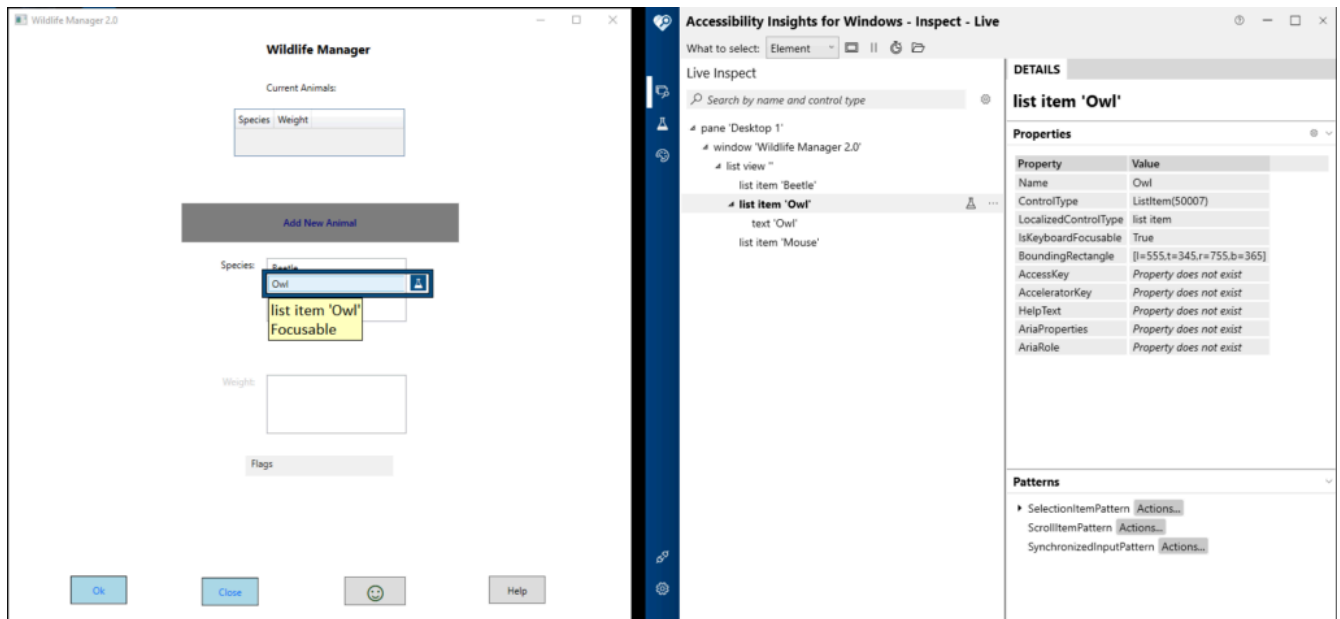 Wildlife Manager 2.0
Wildlife Manager
Current Animals:
Species Weight
Add New Animal
Species:
Beetle
Owl
list item 'Owl'
Focusable
Weight:
Flags
Ok
Close
Help
Accessibility Insights for Windows - Inspect - Live
What to select: Element
Live Inspect
Search by name and control type
pane 'Desktop 1'
window 'Wildlife Manager 2.0'
list view ''
list item 'Beetle'
list item 'Owl'
text 'Owl'
list item 'Mouse'
DETAILS
list item 'Owl'
Properties
Property Value
Name Owl
ControlType ListItem(50007)
LocalizedControlType list item
IsKeyboardFocusable True
BoundingRectangle [l=555,t=345,r=755,b=365]
AccessKey Property does not exist
AcceleratorKey Property does not exist
HelpText Property does not exist
AriaProperties Property does not exist
AriaRole Property does not exist
Patterns
SelectionItemPattern Actions...
ScrollItemPattern Actions...
SynchronizedInputPattern Actions...